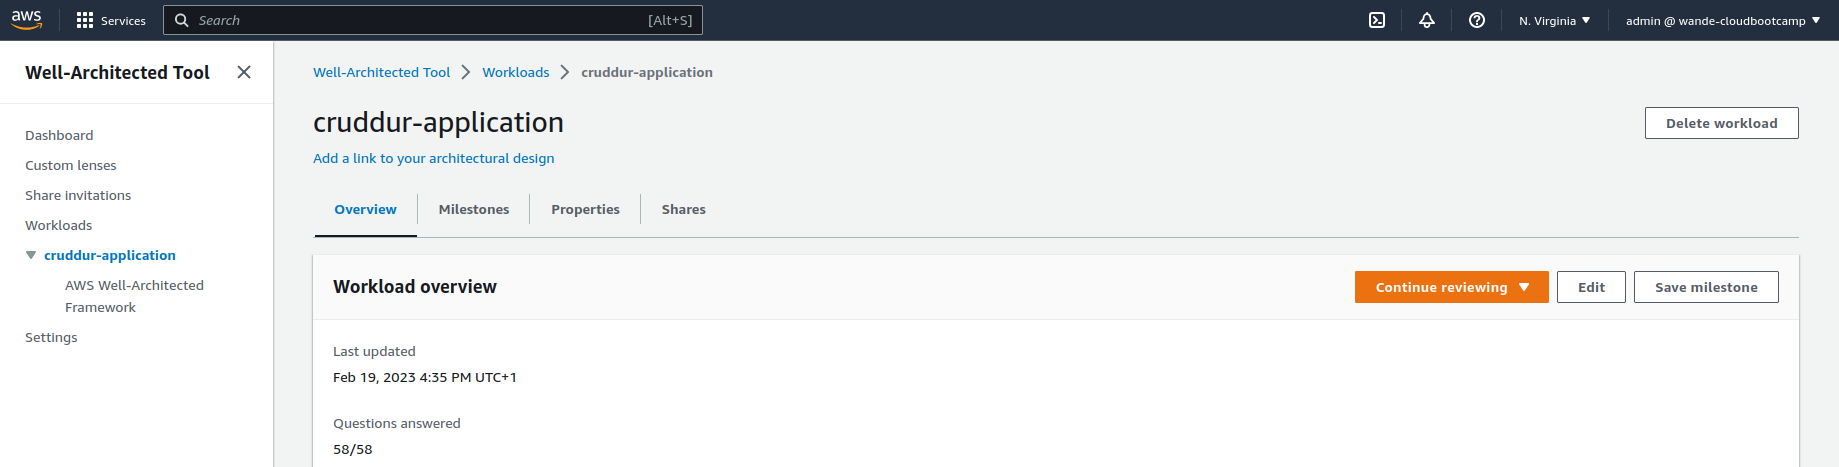 aws Services Search [Alt+S] N. Virginia admin @ wande-cloudbootcamp
Well-Architected Tool
Dashboard
Custom lenses
Share invitations
Workloads
cruddur-application
AWS Well-Architected
Framework
Settings
Well-Architected Tool Workloads cruddur-application
cruddur-application
Delete workload
Add a link to your architectural design
Overview Milestones Properties Shares
Workload overview
Continue reviewing Edit Save milestone
Last updated
Feb 19, 2023 4:35 PM UTC+1
Questions answered
58/58